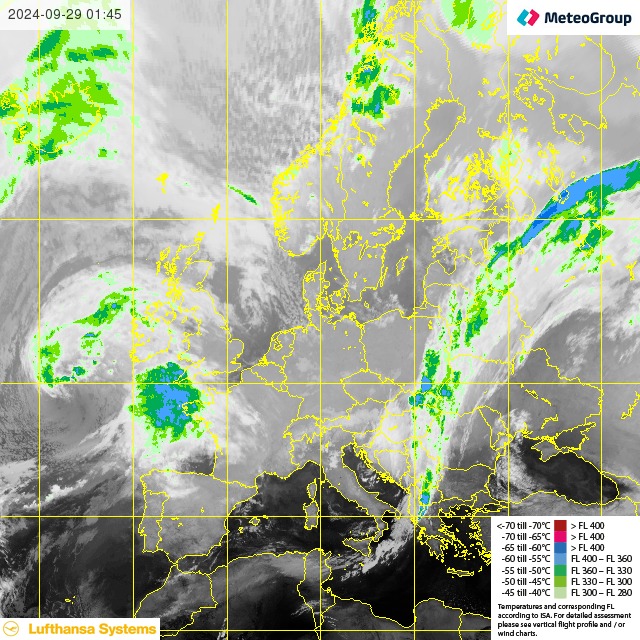 2024-09-29 01:45
MeteoGroup
<-70 till -70°C > FL 400
-70 till -65°C > FL 400
-65 till -60°C > FL 400
-60 till -55°C FL 400 – FL 360
-55 till -50°C FL 360 – FL 330
-50 till -45°C FL 330 – FL 300
-45 till -40°C FL 300 – FL 280
Temperatures and corresponding FL
according to ISA. For detailed assessment
please see vertical flight profile and / or
wind charts.
Lufthansa Systems